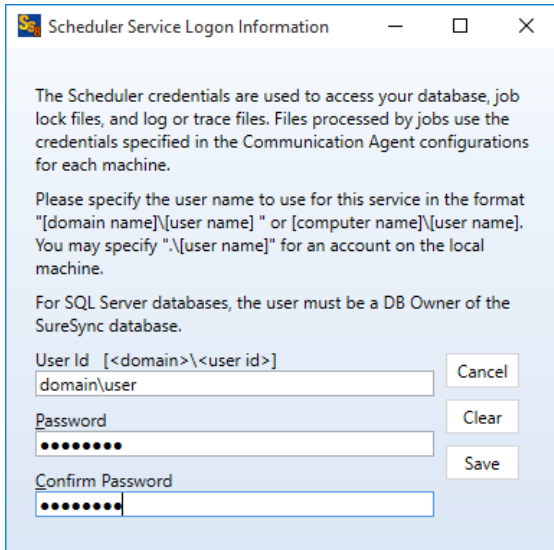 Scheduler Service Logon Information
The Scheduler credentials are used to access your database, job
lock files, and log or trace files. Files processed by jobs use the
credentials specified in the Communication Agent configurations
for each machine.
Please specify the user name to use for this service in the format
"[domain name]\[user name] " or [computer name]\[user name].
You may specify ".\[user name]" for an account on the local
machine.
For SQL Server databases, the user must be a DB Owner of the
SureSync database.
User Id [<domain>\<user id>]
domain\user
Cancel
Password
●●●●●●●●
Clear
Confirm Password
●●●●●●●●
Save